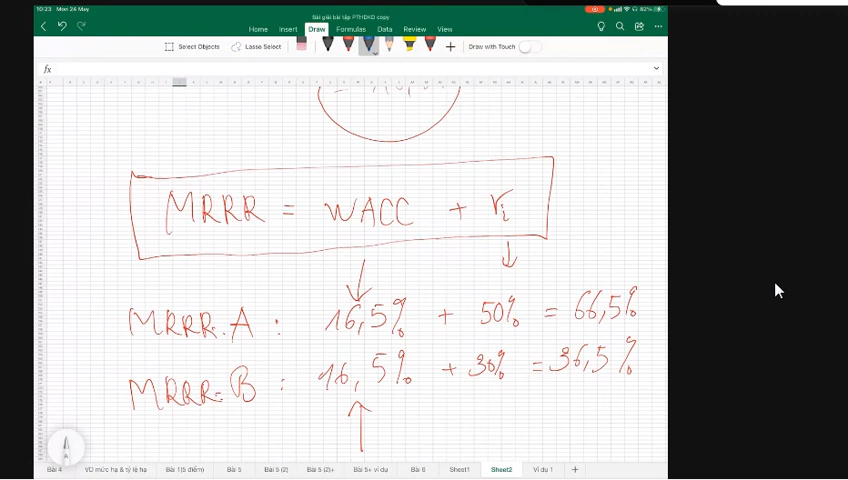 10:23 Mon 24 May
82%
Bài giải bài tập PTHDKD copy
Home Insert Draw Formulas Data Review View
Select Objects Lasse Select Draw with Touch
fx
MRRR = WACC + ri
MRRR.A : 16,5% + 50% = 66,5%
MRRR.B : 16,5% + 30% = 36,5%
Bài 4 VD mức hạ & tỷ lệ hạ Bài 1(5 điểm) Bài 5 Bài 5 (2) Bài 5 (2)+ Bài 5+ ví dụ Bài 6 Sheet1 Sheet2 Ví dụ 1 +